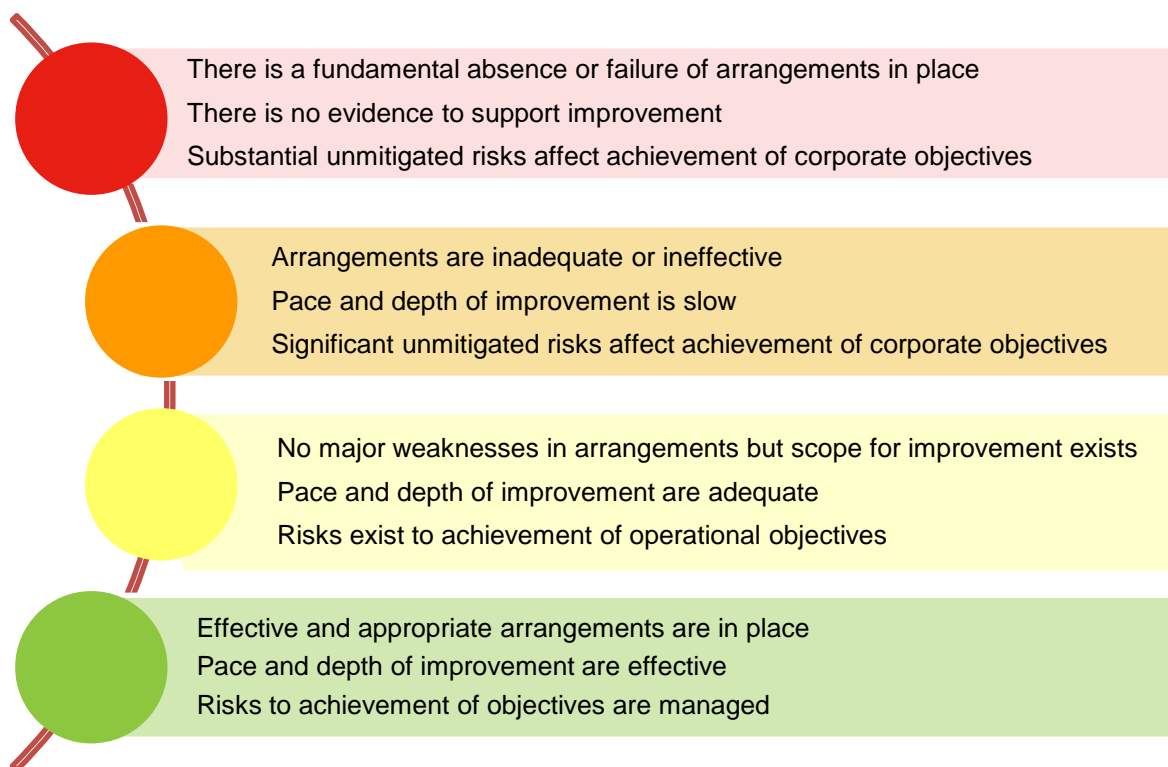 There is a fundamental absence or failure of arrangements in place
There is no evidence to support improvement
Substantial unmitigated risks affect achievement of corporate objectives
Arrangements are inadequate or ineffective
Pace and depth of improvement is slow
Significant unmitigated risks affect achievement of corporate objectives
No major weaknesses in arrangements but scope for improvement exists
Pace and depth of improvement are adequate
Risks exist to achievement of operational objectives
Effective and appropriate arrangements are in place
Pace and depth of improvement are effective
Risks to achievement of objectives are managed